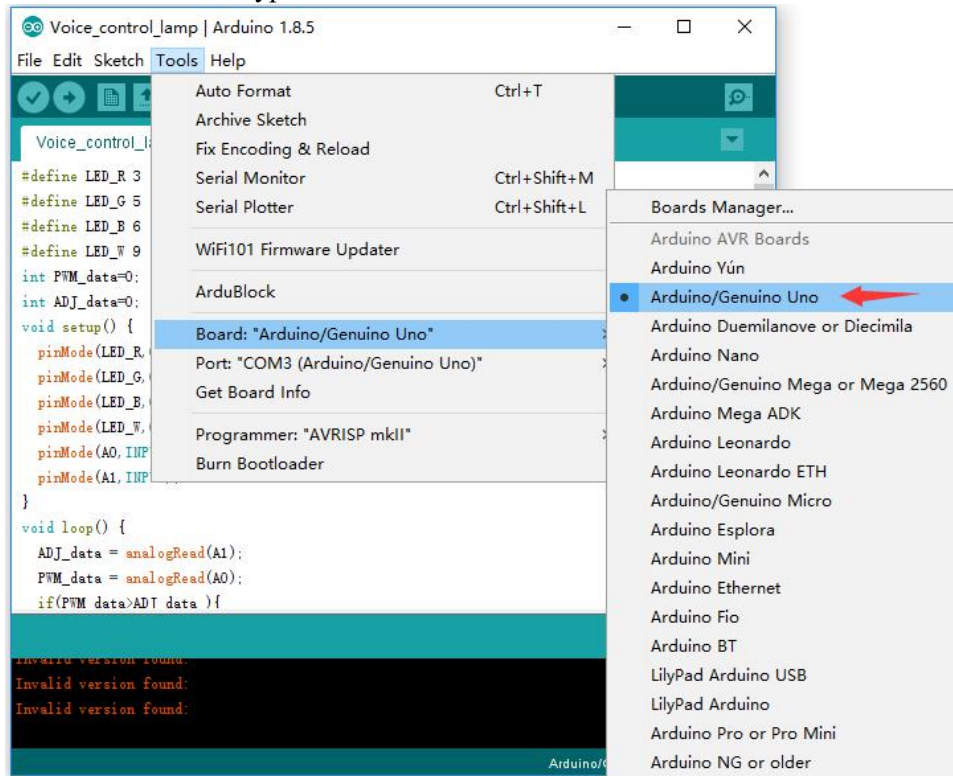 Voice_control_lamp | Arduino 1.8.5
File Edit Sketch Tools Help
Voice_control_l
#define LED_R 3
#define LED_G 5
#define LED_B 6
#define LED_W 9
int PWM_data=0;
int ADJ_data=0;
void setup() {
pinMode(LED_R,
pinMode(LED_G,
pinMode(LED_B,
pinMode(LED_W,
pinMode(A0, INP
pinMode(A1, INP
}
void loop() {
ADJ_data = analogRead(A1);
PWM_data = analogRead(A0);
if(PWM_data>ADJ_data ){
Auto Format Ctrl+T
Archive Sketch
Fix Encoding & Reload
Serial Monitor Ctrl+Shift+M
Serial Plotter Ctrl+Shift+L
WiFi101 Firmware Updater
ArduBlock
Board: "Arduino/Genuino Uno"
Port: "COM3 (Arduino/Genuino Uno)"
Get Board Info
Programmer: "AVRISP mkII"
Burn Bootloader
Boards Manager...
Arduino AVR Boards
Arduino Yún
Arduino/Genuino Uno
Arduino Duemilanove or Diecimila
Arduino Nano
Arduino/Genuino Mega or Mega 2560
Arduino Mega ADK
Arduino Leonardo
Arduino Leonardo ETH
Arduino/Genuino Micro
Arduino Esplora
Arduino Mini
Arduino Ethernet
Arduino Fio
Arduino BT
LilyPad Arduino USB
LilyPad Arduino
Arduino Pro or Pro Mini
Arduino NG or older
Invalid version found:
Invalid version found:
Invalid version found:
Arduino/